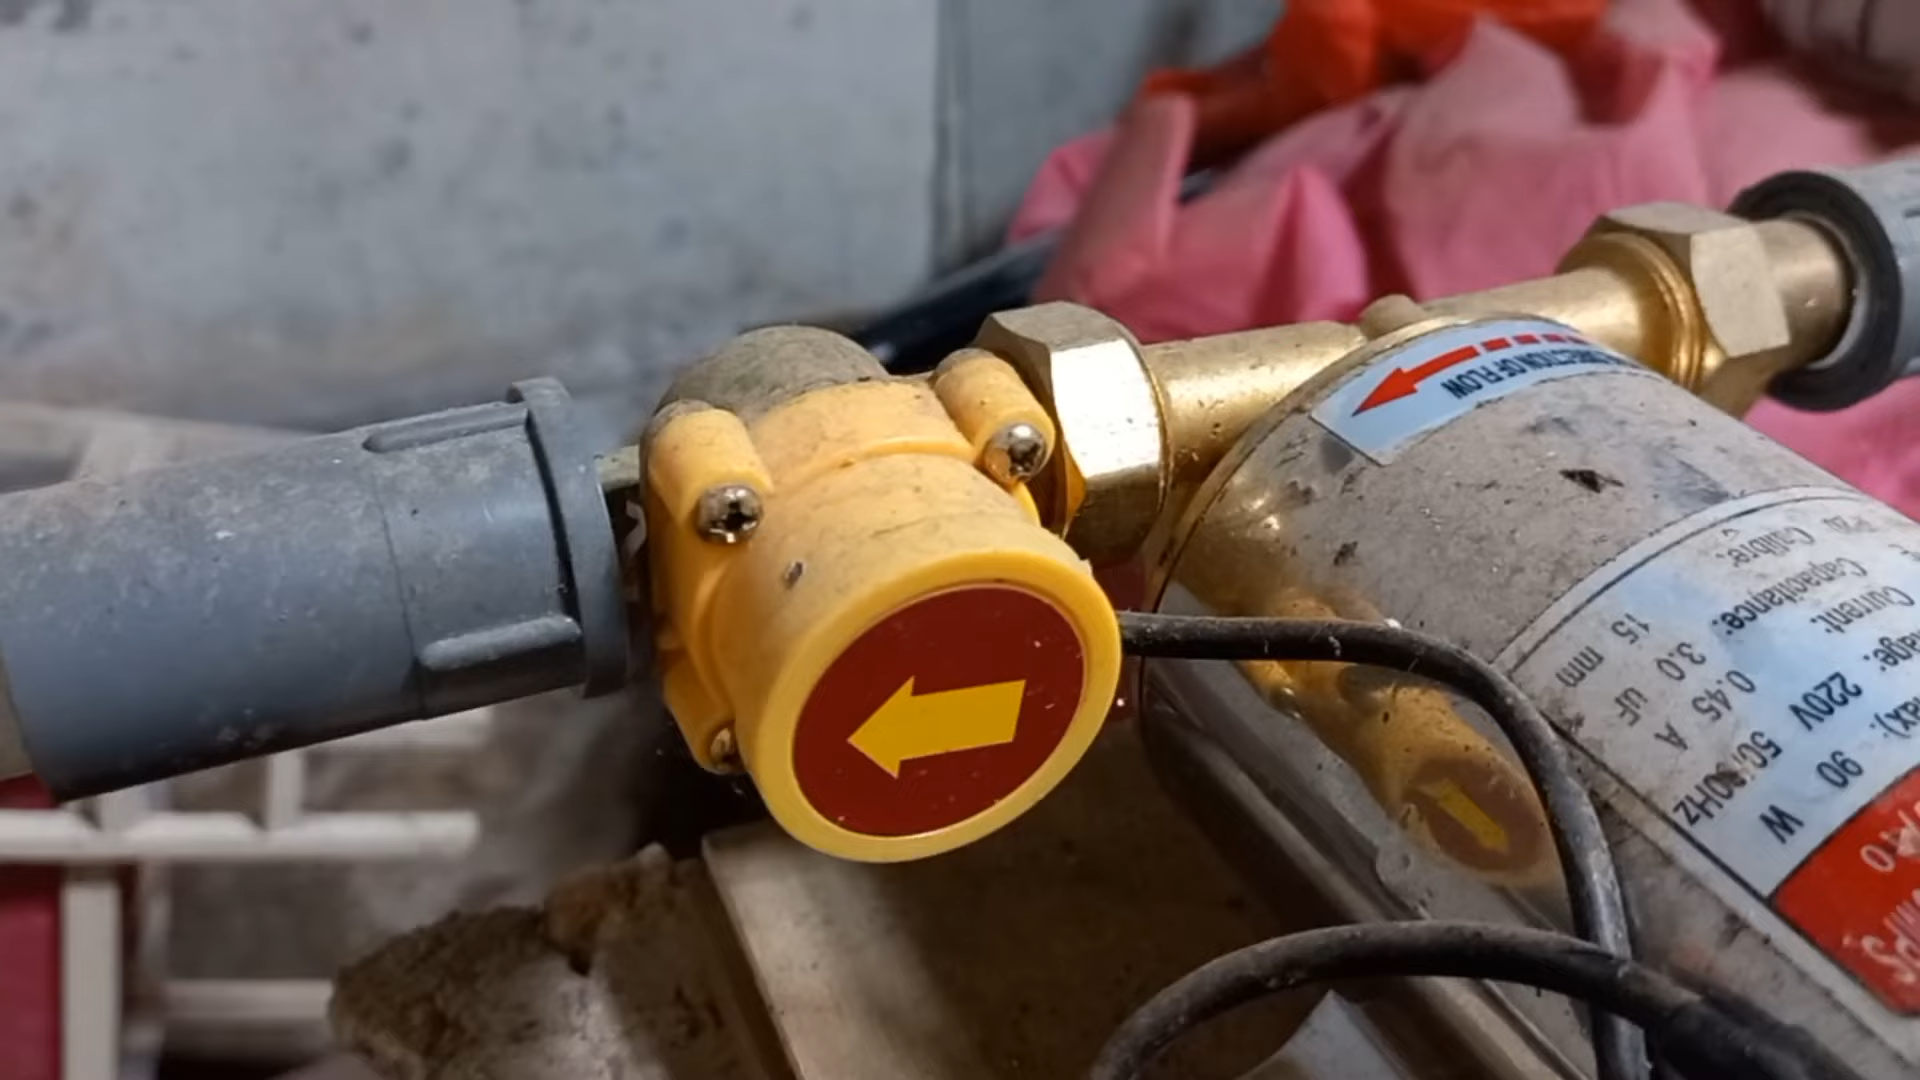 DIRECTION OF FLOW
UMPS
ax): 90 W
age: 220V 50/60Hz
Current: 0.45 A
Capacitance: 3.0 uF
Calibre: 15 mm